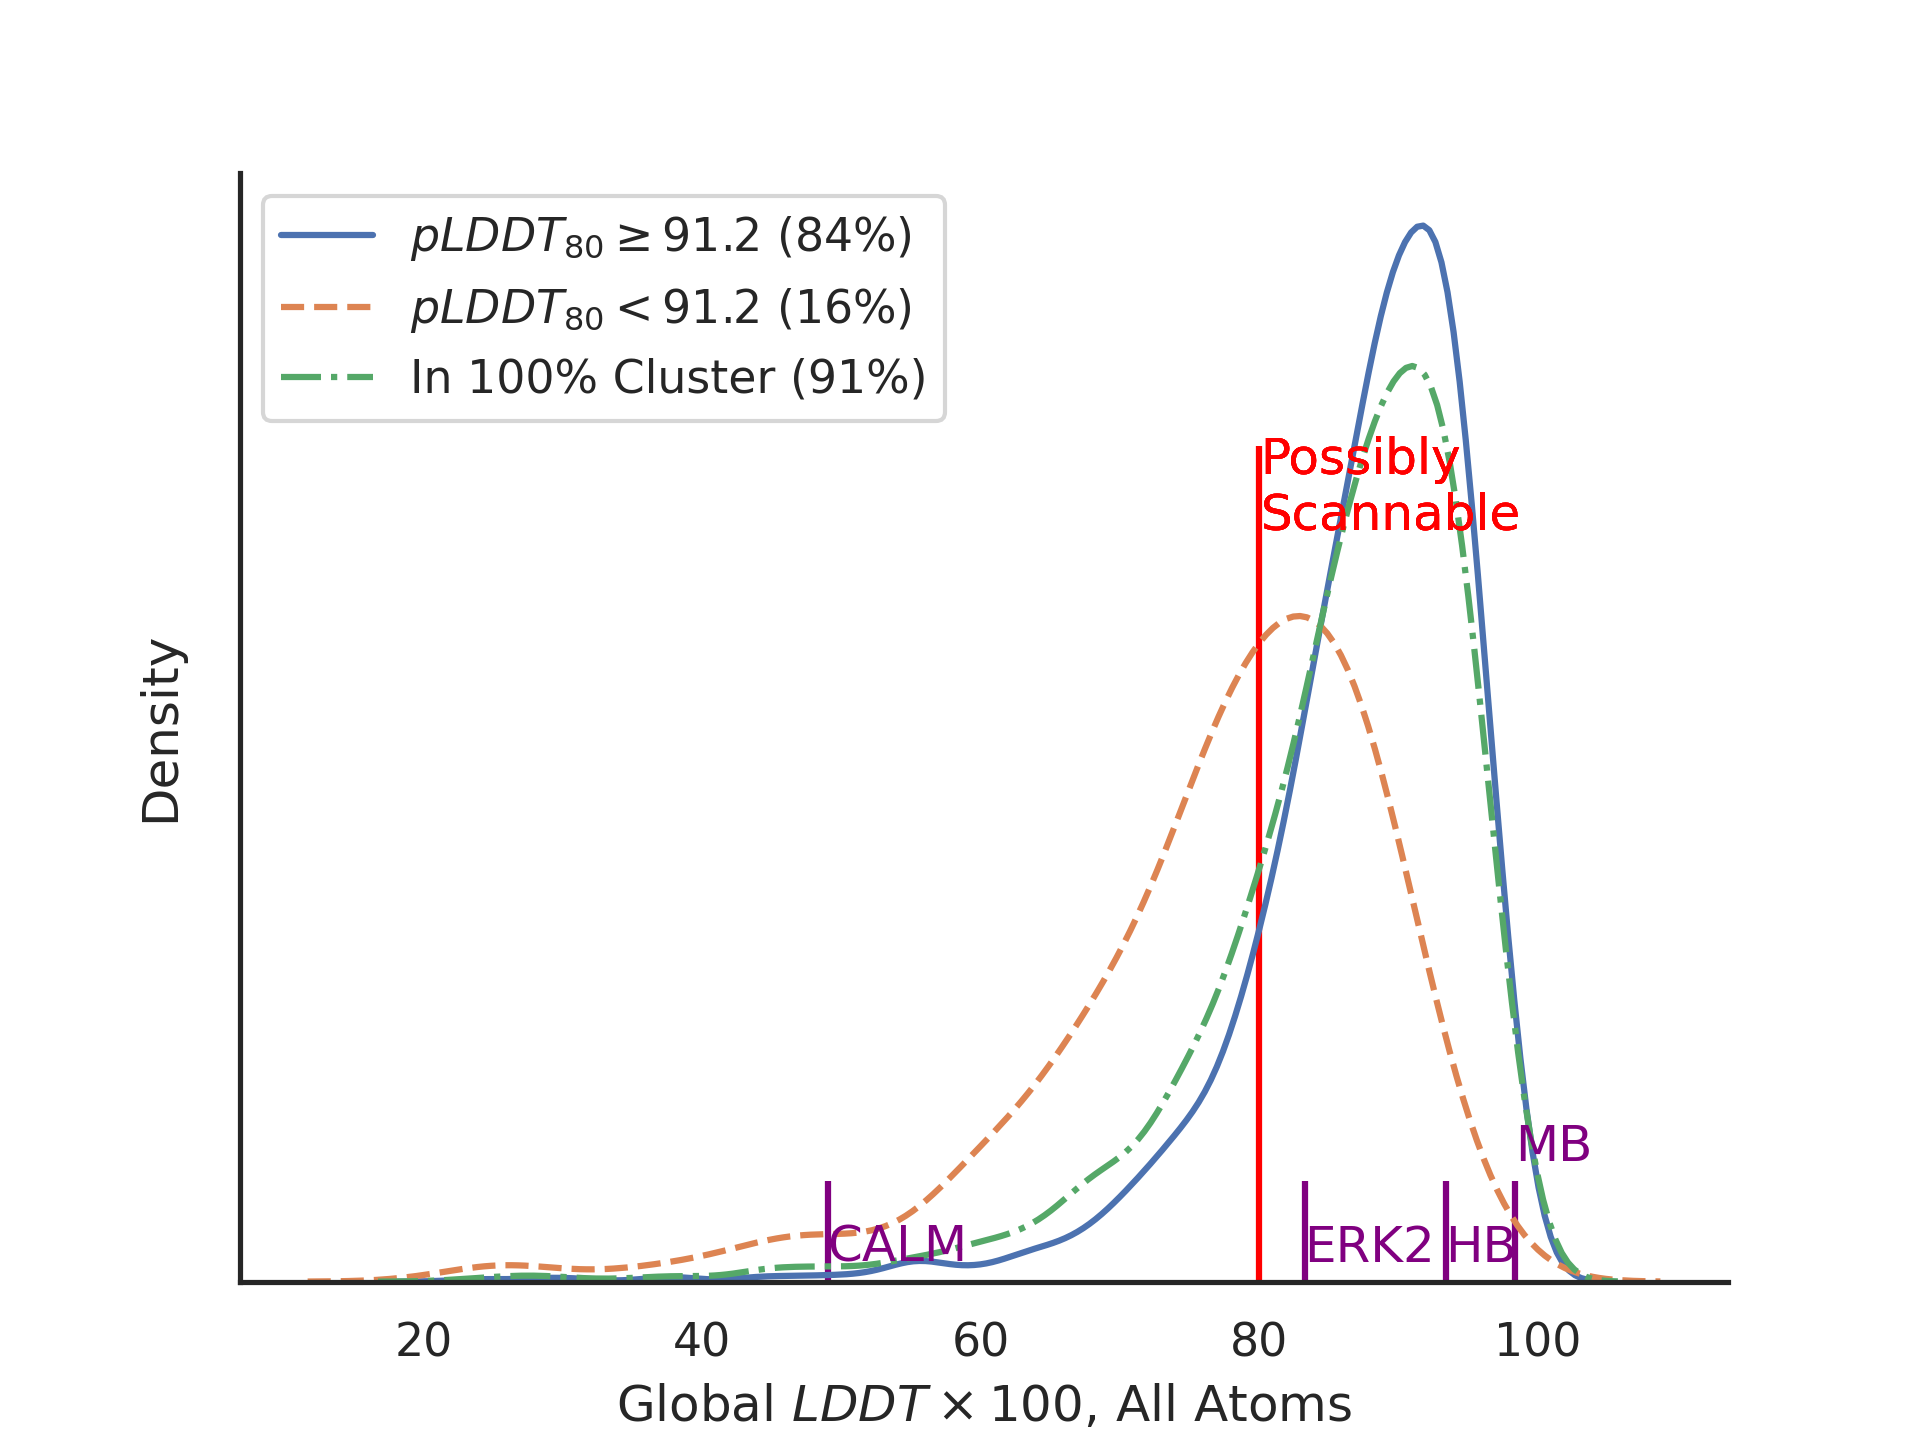 pLDDT₈₀ ≥ 91.2 (84%)
pLDDT₈₀ < 91.2 (16%)
In 100% Cluster (91%)
Possibly
Scannable
Density
MB
CALM
ERK2
HB
20
40
60
80
100
Global LDDT × 100, All Atoms